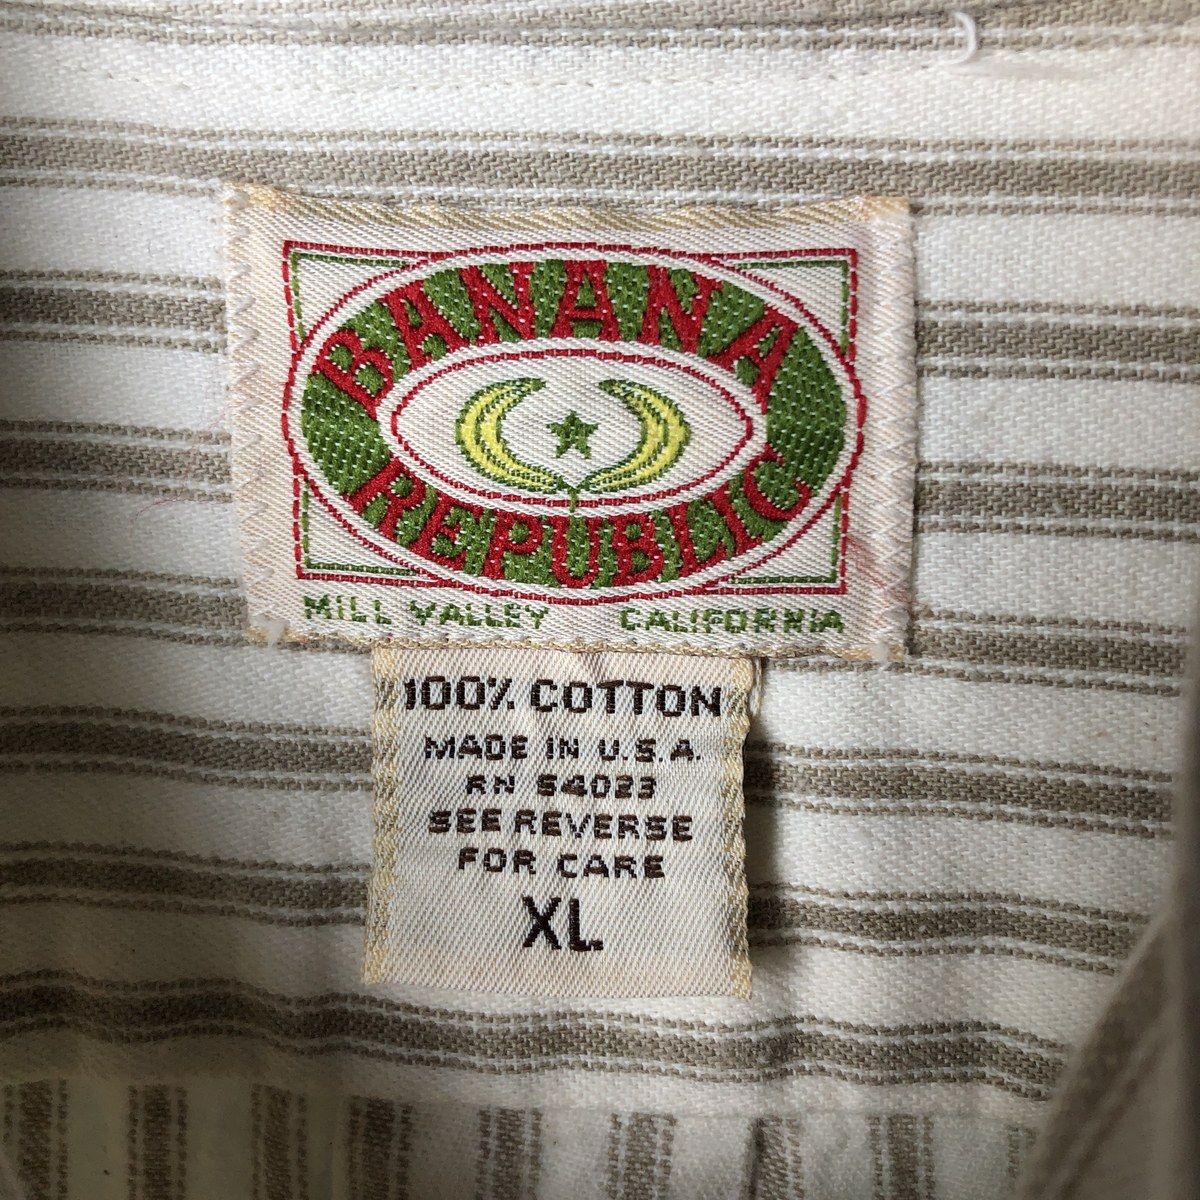 BANANA
REPUBLIC
MILL VALLEY CALIFORNIA
100% COTTON
MADE IN U.S.A.
RN 54023
SEE REVERSE
FOR CARE
XL